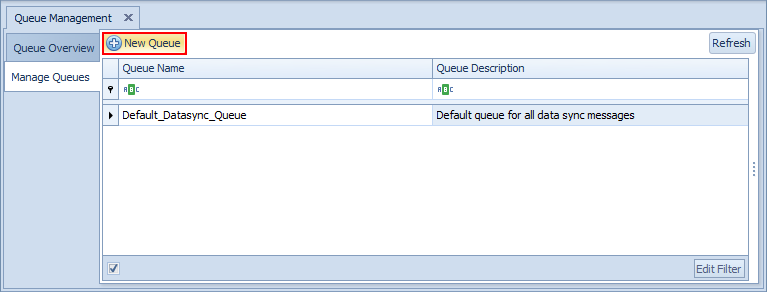 Queue Management
Queue Overview
Manage Queues
New Queue
Refresh
Queue Name Queue Description
ABC ABC
Default_Datasync_Queue Default queue for all data sync messages
Edit Filter